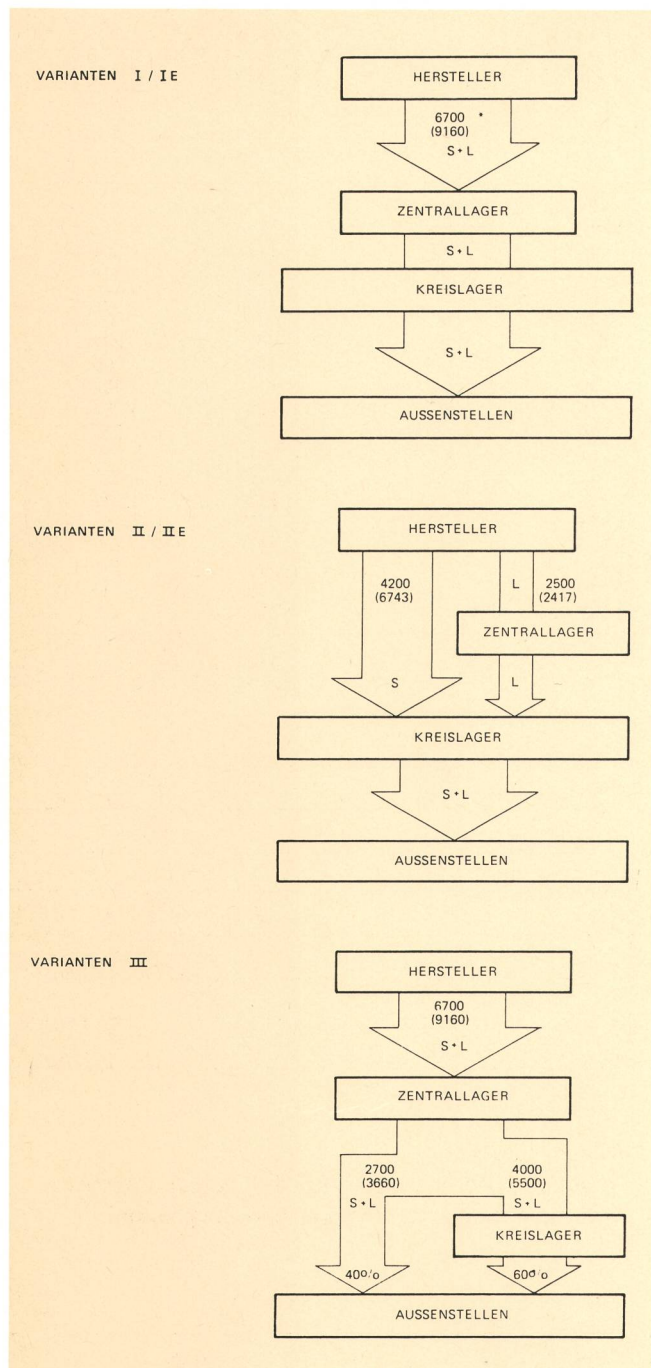 VARIANTEN I / I E
HERSTELLER
6700 *
(9160)
S + L
ZENTRALLAGER
S + L
KREISLAGER
S + L
AUSSENSTELLEN
VARIANTEN II / II E
HERSTELLER
4200 L 2500
(6743) (2417)
ZENTRALLAGER
S L
KREISLAGER
S + L
AUSSENSTELLEN
VARIANTEN III
HERSTELLER
6700
(9160)
S + L
ZENTRALLAGER
2700 4000
(3660) (5500)
S + L S + L
KREISLAGER
40% 60%
AUSSENSTELLEN